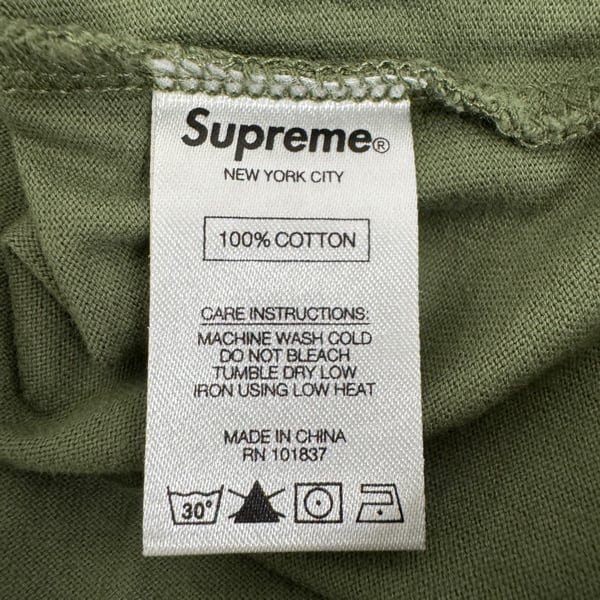 Supreme®
NEW YORK CITY
100% COTTON
CARE INSTRUCTIONS:
MACHINE WASH COLD
DO NOT BLEACH
TUMBLE DRY LOW
IRON USING LOW HEAT
MADE IN CHINA
RN 101837
30°